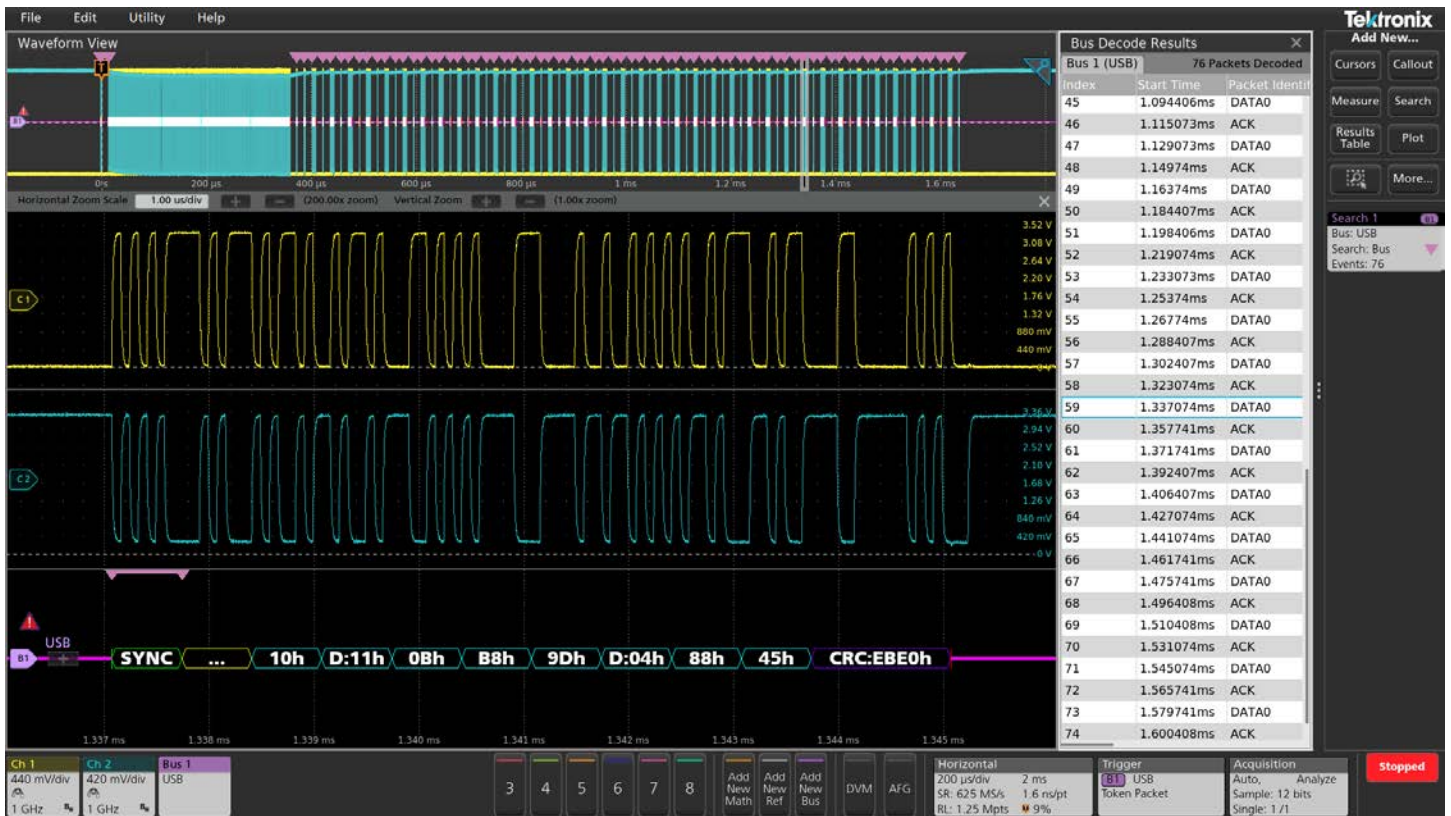 File Edit Utility Help
Tektronix
Add New...
Waveform View
T
B1
0 s 200 µs 400 µs 600 µs 800 µs 1 ms 1.2 ms 1.4 ms 1.6 ms
Horizontal Zoom Scale 1.00 us/div + − (200.00x zoom) Vertical Zoom + − (1.00x zoom)
3.52 V
3.08 V
2.64 V
2.20 V
C1
1.76 V
1.32 V
880 mV
440 mV
0 V
3.36 V
2.94 V
2.52 V
C2
2.10 V
1.68 V
1.26 V
840 mV
420 mV
0 V
USB
B1 +
SYNC ... 10h D:11h 0Bh B8h 9Dh D:04h 88h 45h CRC:EBE0h
1.337 ms 1.338 ms 1.339 ms 1.340 ms 1.341 ms 1.342 ms 1.343 ms 1.344 ms 1.345 ms
Bus Decode Results
Bus 1 (USB) 76 Packets Decoded
Index Start Time Packet Identif
45 1.094406ms DATA0
46 1.115073ms ACK
47 1.129073ms DATA0
48 1.14974ms ACK
49 1.16374ms DATA0
50 1.184407ms ACK
51 1.198406ms DATA0
52 1.219074ms ACK
53 1.233073ms DATA0
54 1.25374ms ACK
55 1.26774ms DATA0
56 1.288407ms ACK
57 1.302407ms DATA0
58 1.323074ms ACK
59 1.337074ms DATA0
60 1.357741ms ACK
61 1.371741ms DATA0
62 1.392407ms ACK
63 1.406407ms DATA0
64 1.427074ms ACK
65 1.441074ms DATA0
66 1.461741ms ACK
67 1.475741ms DATA0
68 1.496408ms ACK
69 1.510408ms DATA0
70 1.531074ms ACK
71 1.545074ms DATA0
72 1.565741ms ACK
73 1.579741ms DATA0
74 1.600408ms ACK
Cursors Callout
Measure Search
Results Table Plot
More...
Search 1 B1
Bus: USB
Search: Bus
Events: 76
Ch 1
440 mV/div
1 GHz
Ch 2
420 mV/div
1 GHz
Bus 1
USB
3 4 5 6 7 8
Add New Math
Add New Ref
Add New Bus
DVM AFG
Horizontal
200 µs/div 2 ms
SR: 625 MS/s 1.6 ns/pt
RL: 1.25 Mpts 9%
Trigger
B1 USB
Token Packet
Acquisition
Auto, Analyze
Sample: 12 bits
Single: 1 /1
Stopped